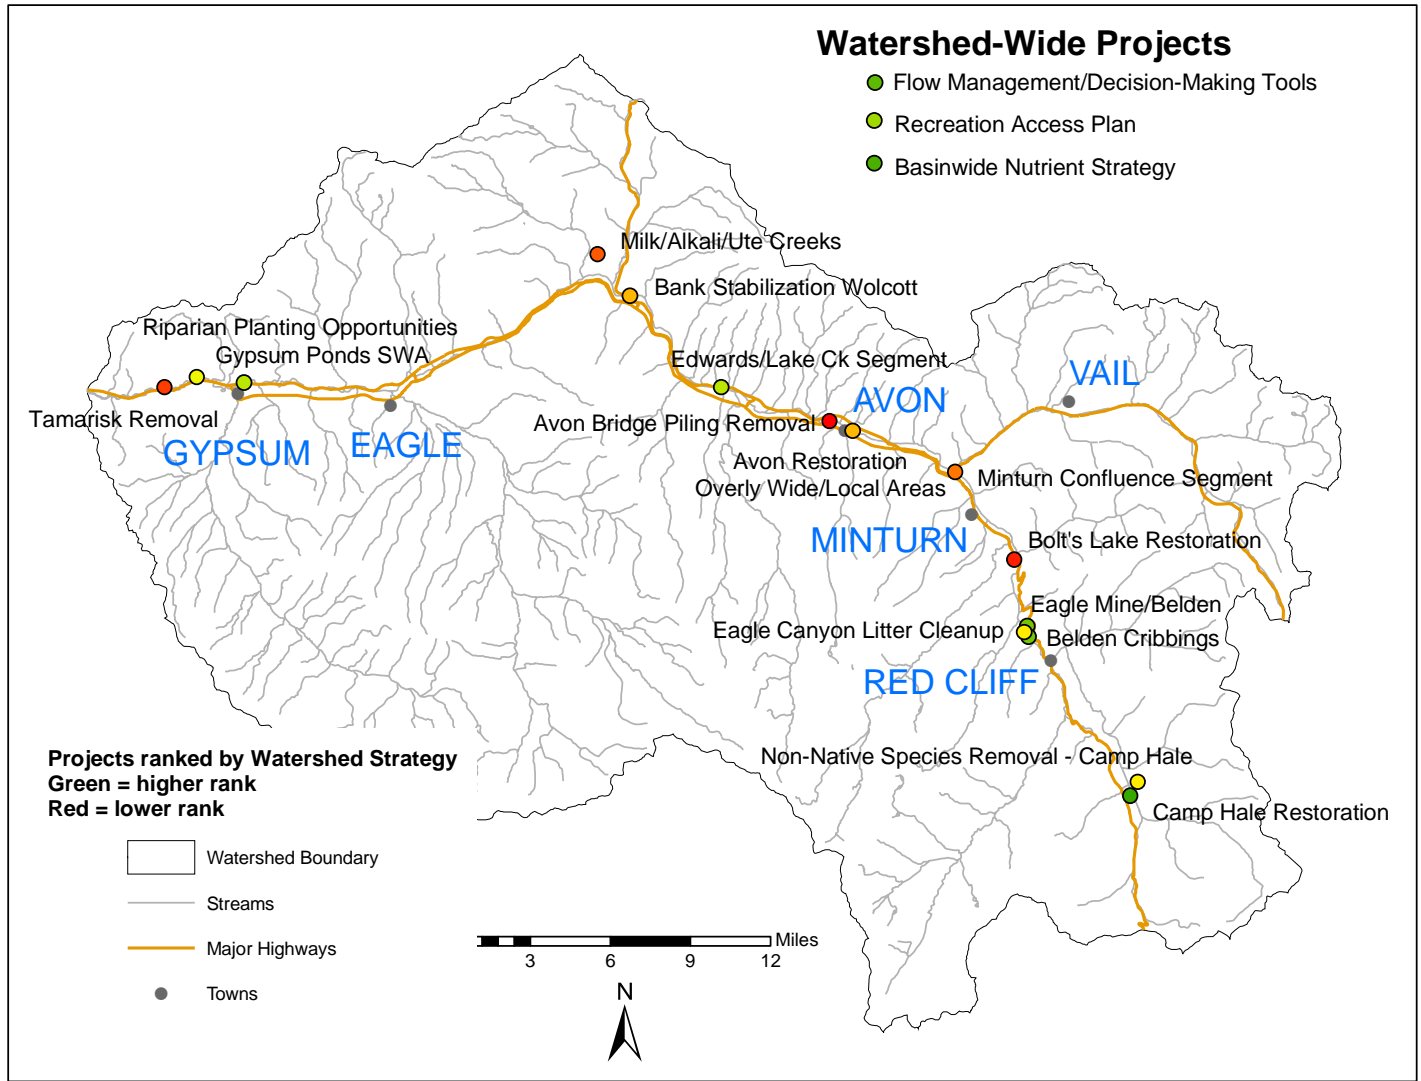 Watershed-Wide Projects
Flow Management/Decision-Making Tools
Recreation Access Plan
Basinwide Nutrient Strategy
Milk/Alkali/Ute Creeks
Bank Stabilization Wolcott
Riparian Planting Opportunities
Gypsum Ponds SWA
Edwards/Lake Ck Segment
VAIL
AVON
Tamarisk Removal
Avon Bridge Piling Removal
GYPSUM
EAGLE
Avon Restoration
Overly Wide/Local Areas
Minturn Confluence Segment
MINTURN
Bolt's Lake Restoration
Eagle Mine/Belden
Eagle Canyon Litter Cleanup
Belden Cribbings
RED CLIFF
Non-Native Species Removal - Camp Hale
Camp Hale Restoration
Projects ranked by Watershed Strategy
Green = higher rank
Red = lower rank
Watershed Boundary
Streams
Major Highways
Towns
Miles
3 6 9 12
N